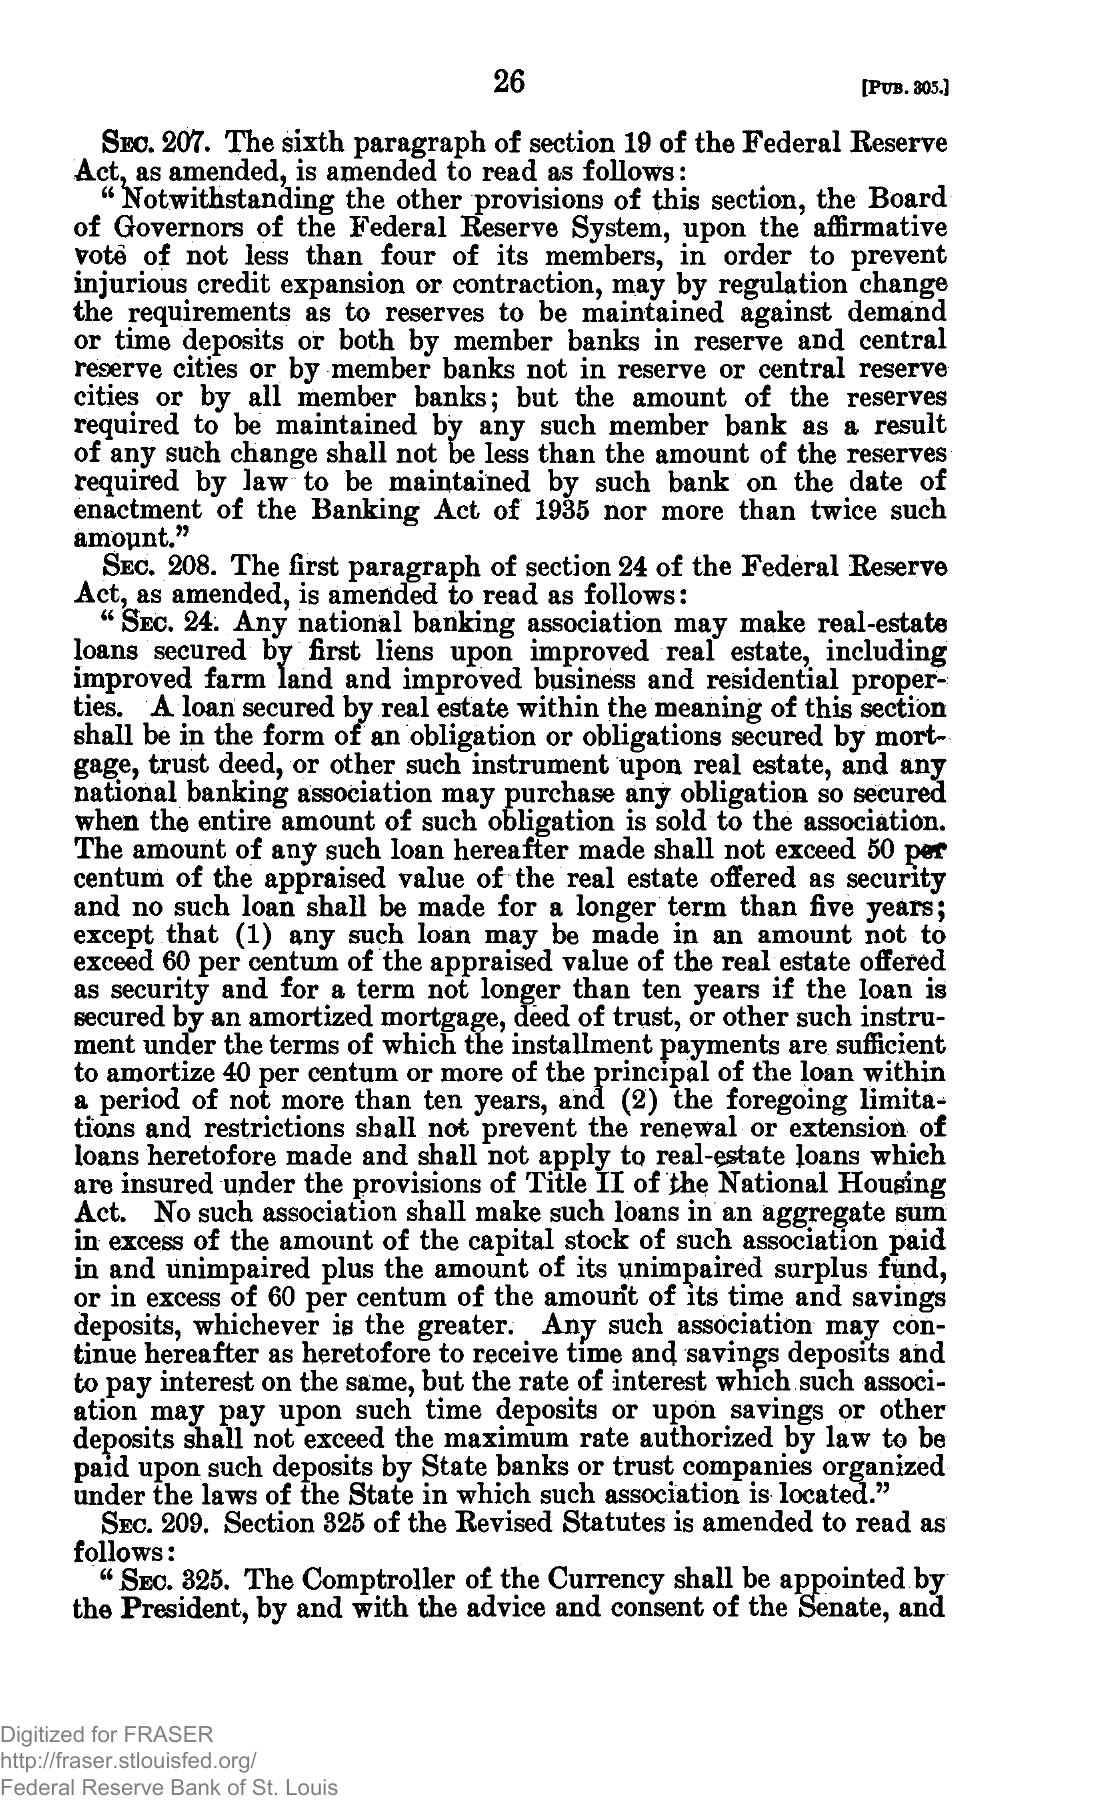 26
[PUB. 305.]
SEC. 207. The sixth paragraph of section 19 of the Federal Reserve
Act, as amended, is amended to read as follows:
“Notwithstanding the other provisions of this section, the Board
of Governors of the Federal Reserve System, upon the affirmative
vote of not less than four of its members, in order to prevent
injurious credit expansion or contraction, may by regulation change
the requirements as to reserves to be maintained against demand
or time deposits or both by member banks in reserve and central
reserve cities or by member banks not in reserve or central reserve
cities or by all member banks; but the amount of the reserves
required to be maintained by any such member bank as a result
of any such change shall not be less than the amount of the reserves
required by law to be maintained by such bank on the date of
enactment of the Banking Act of 1935 nor more than twice such
amount.”
SEC. 208. The first paragraph of section 24 of the Federal Reserve
Act, as amended, is amended to read as follows:
“SEC. 24. Any national banking association may make real-estate
loans secured by first liens upon improved real estate, including
improved farm land and improved business and residential proper-
ties. A loan secured by real estate within the meaning of this section
shall be in the form of an obligation or obligations secured by mort-
gage, trust deed, or other such instrument upon real estate, and any
national banking association may purchase any obligation so secured
when the entire amount of such obligation is sold to the association.
The amount of any such loan hereafter made shall not exceed 50 per
centum of the appraised value of the real estate offered as security
and no such loan shall be made for a longer term than five years;
except that (1) any such loan may be made in an amount not to
exceed 60 per centum of the appraised value of the real estate offered
as security and for a term not longer than ten years if the loan is
secured by an amortized mortgage, deed of trust, or other such instru-
ment under the terms of which the installment payments are sufficient
to amortize 40 per centum or more of the principal of the loan within
a period of not more than ten years, and (2) the foregoing limita-
tions and restrictions shall not prevent the renewal or extension of
loans heretofore made and shall not apply to real-estate loans which
are insured under the provisions of Title II of the National Housing
Act. No such association shall make such loans in an aggregate sum
in excess of the amount of the capital stock of such association paid
in and unimpaired plus the amount of its unimpaired surplus fund,
or in excess of 60 per centum of the amount of its time and savings
deposits, whichever is the greater. Any such association may con-
tinue hereafter as heretofore to receive time and savings deposits and
to pay interest on the same, but the rate of interest which such associ-
ation may pay upon such time deposits or upon savings or other
deposits shall not exceed the maximum rate authorized by law to be
paid upon such deposits by State banks or trust companies organized
under the laws of the State in which such association is located.”
SEC. 209. Section 325 of the Revised Statutes is amended to read as
follows:
“SEC. 325. The Comptroller of the Currency shall be appointed by
the President, by and with the advice and consent of the Senate, and
Digitized for FRASER
http://fraser.stlouisfed.org/
Federal Reserve Bank of St. Louis